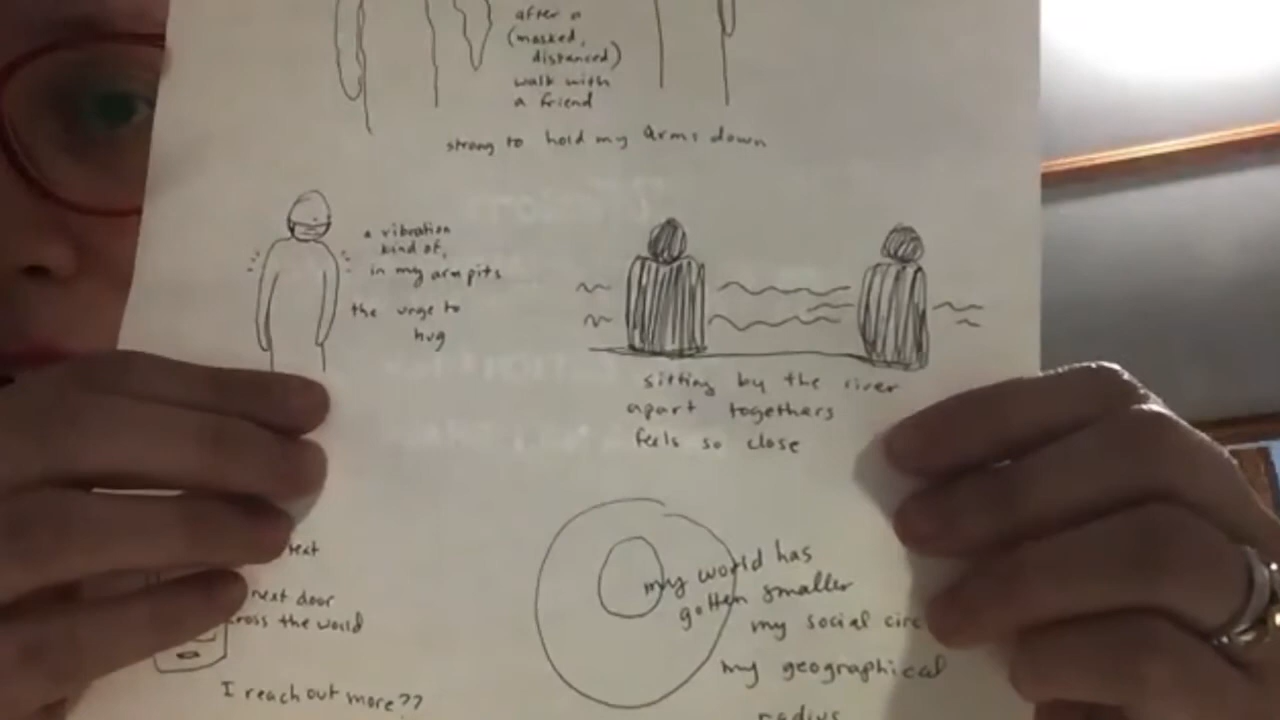 after a
(masked,
distanced)
walk with
a friend
strong to hold my arms down
a vibration
kind of,
in my armpits
the urge to
hug
sitting by the river
apart togethers
feels so close
text
next door
ross the world
I reach out more??
my world has
gotten smaller
my social circ
my geographical
radius